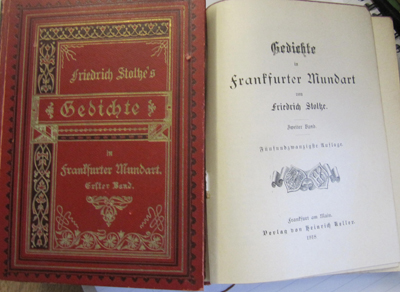 Friedrich Stoltze's
Gedichte
in
Frankfurter Mundart.
Erster Band.
Gedichte
in
Frankfurter Mundart
von
Friedrich Stoltze.
Zweiter Band.
Fünfundzwanzigste Auflage.
Frankfurt am Main.
Verlag von Heinrich Keller.